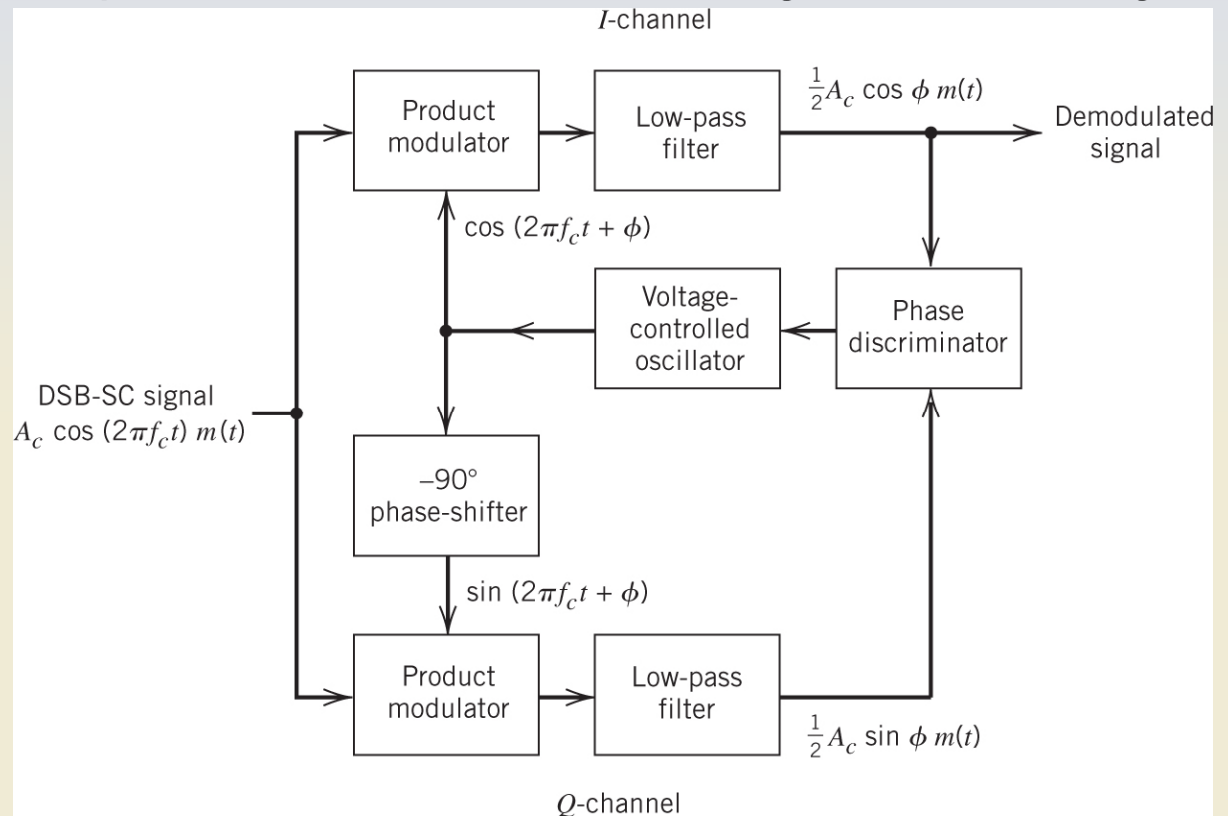 I-channel
Product
modulator
Low-pass
filter
½A_c cos ϕ m(t)
Demodulated
signal
cos (2πf_ct + ϕ)
Voltage-
controlled
oscillator
Phase
discriminator
DSB-SC signal
A_c cos (2πf_ct) m(t)
–90°
phase-shifter
sin (2πf_ct + ϕ)
Product
modulator
Low-pass
filter
½A_c sin ϕ m(t)
Q-channel